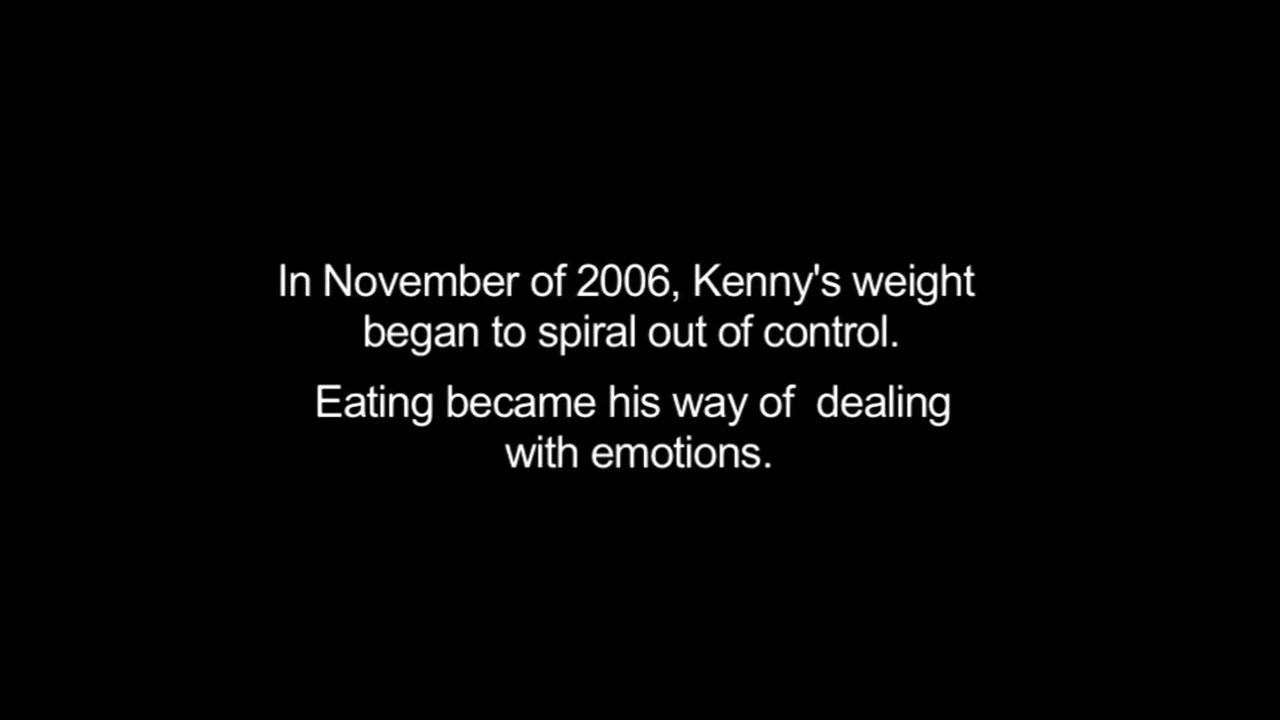 In November of 2006, Kenny's weight
began to spiral out of control.
Eating became his way of  dealing
with emotions.